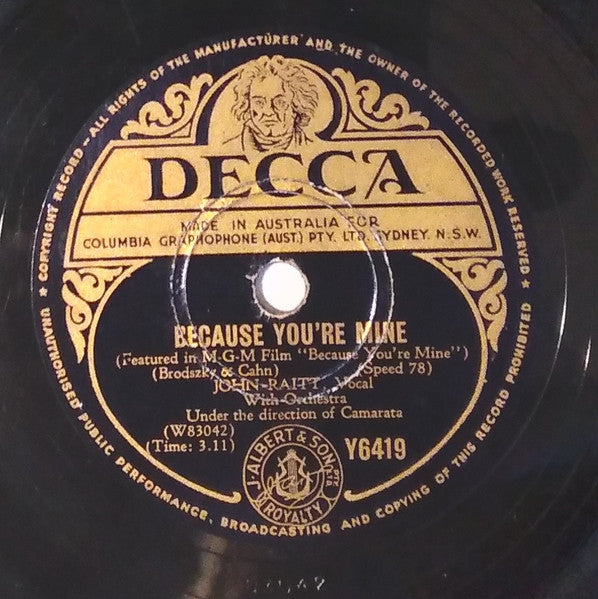 ★ COPYRIGHT RECORD — ALL RIGHTS OF THE MANUFACTURER AND THE OWNER OF THE RECORDED WORK RESERVED ★
DECCA
MADE IN AUSTRALIA FOR
COLUMBIA GRAPHOPHONE (AUST.) PTY. LTD. SYDNEY. N.S.W.
BECAUSE YOU'RE MINE
(Featured in M-G-M Film "Because You're Mine")
(Brodszky & Cahn) (Speed 78)
JOHN RAITT, Vocal
With Orchestra
Under the direction of Camarata
(W83042)
(Time: 3.11)
Y6419
J. ALBERT & SON PTY. LTD.
ROYALTY
UNAUTHORISED PUBLIC PERFORMANCE, BROADCASTING AND COPYING OF THIS RECORD PROHIBITED